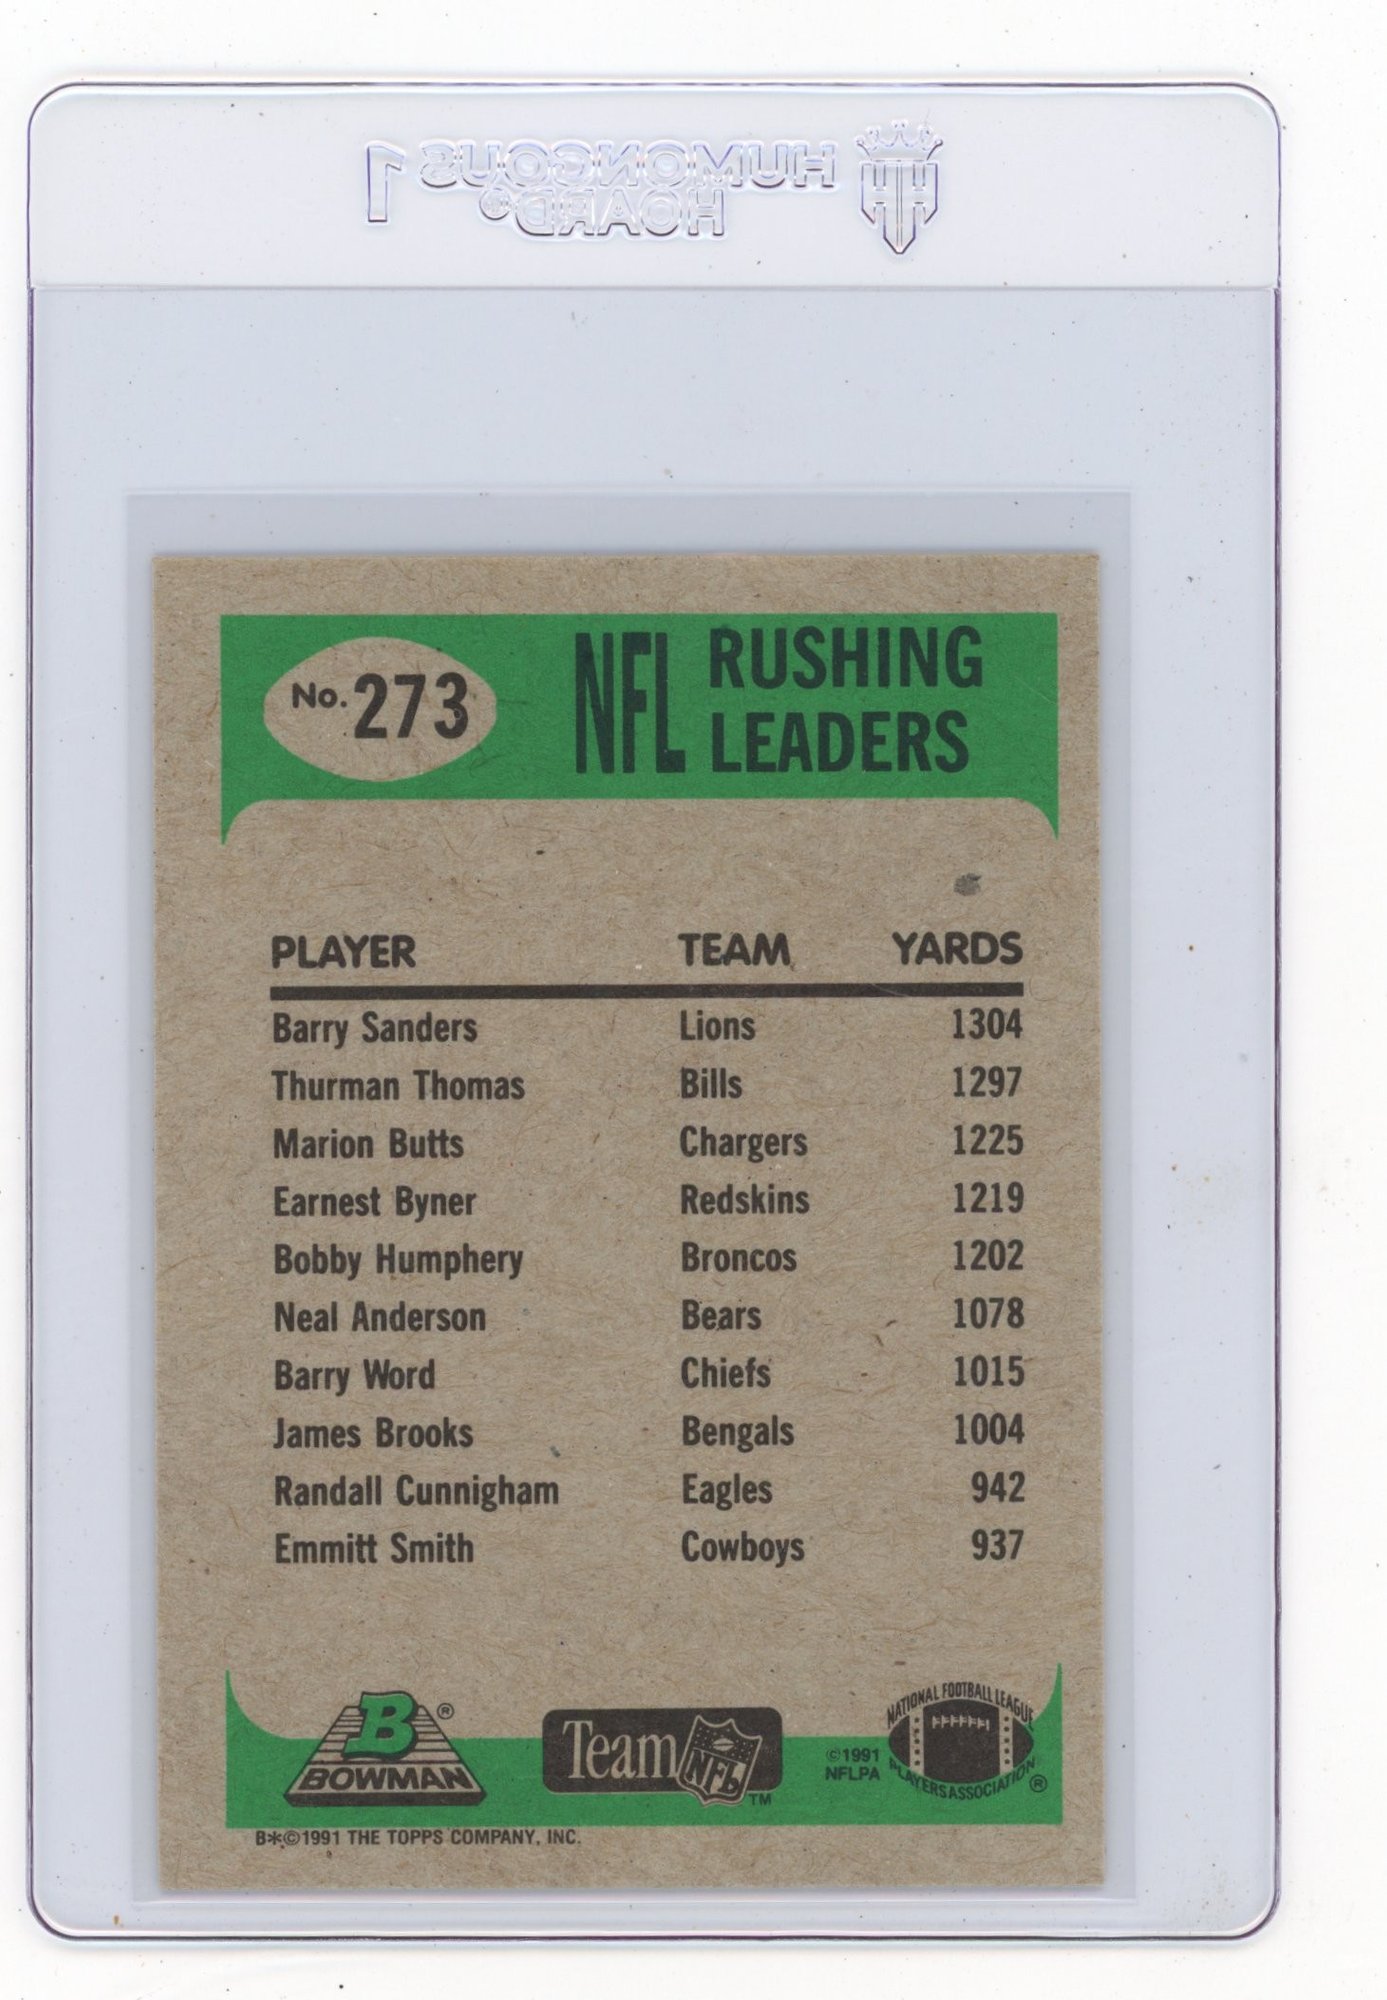 HUMONGOUS 1
HOARD®
HH
No. 273
NFL RUSHING
LEADERS
PLAYER TEAM YARDS
Barry Sanders Lions 1304
Thurman Thomas Bills 1297
Marion Butts Chargers 1225
Earnest Byner Redskins 1219
Bobby Humphery Broncos 1202
Neal Anderson Bears 1078
Barry Word Chiefs 1015
James Brooks Bengals 1004
Randall Cunnigham Eagles 942
Emmitt Smith Cowboys 937
B ®
BOWMAN
Team NFL ™
©1991
NFLPA
NATIONAL FOOTBALL LEAGUE
PLAYERS ASSOCIATION ®
B*©1991 THE TOPPS COMPANY, INC.